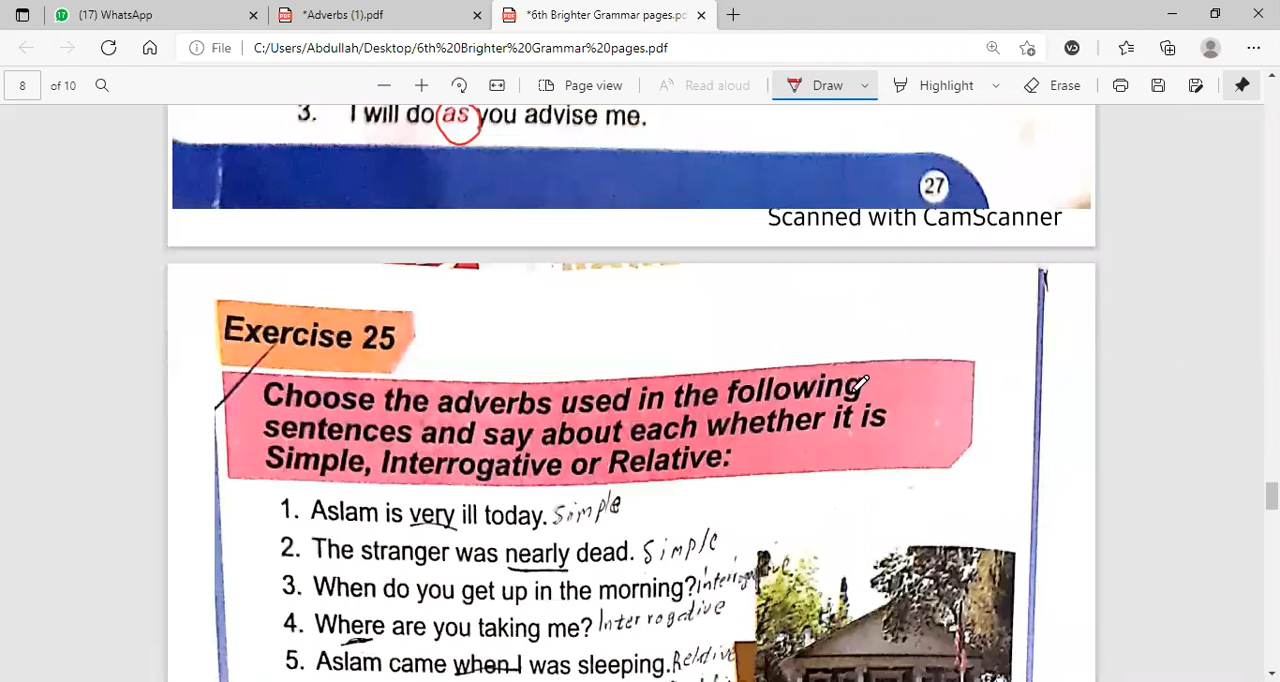 (17) WhatsApp
*Adverbs (1).pdf
*6th Brighter Grammar pages.pd
File
C:/Users/Abdullah/Desktop/6th%20Brighter%20Grammar%20pages.pdf
8 of 10
Page view
Read aloud
Draw
Highlight
Erase
3. I will do as you advise me.
27
Scanned with CamScanner
Exercise 25
Choose the adverbs used in the following
sentences and say about each whether it is
Simple, Interrogative or Relative:
1. Aslam is very ill today. Simple
2. The stranger was nearly dead. Simple
3. When do you get up in the morning? interrogative
4. Where are you taking me? Interrogative
5. Aslam came when I was sleeping. Relative